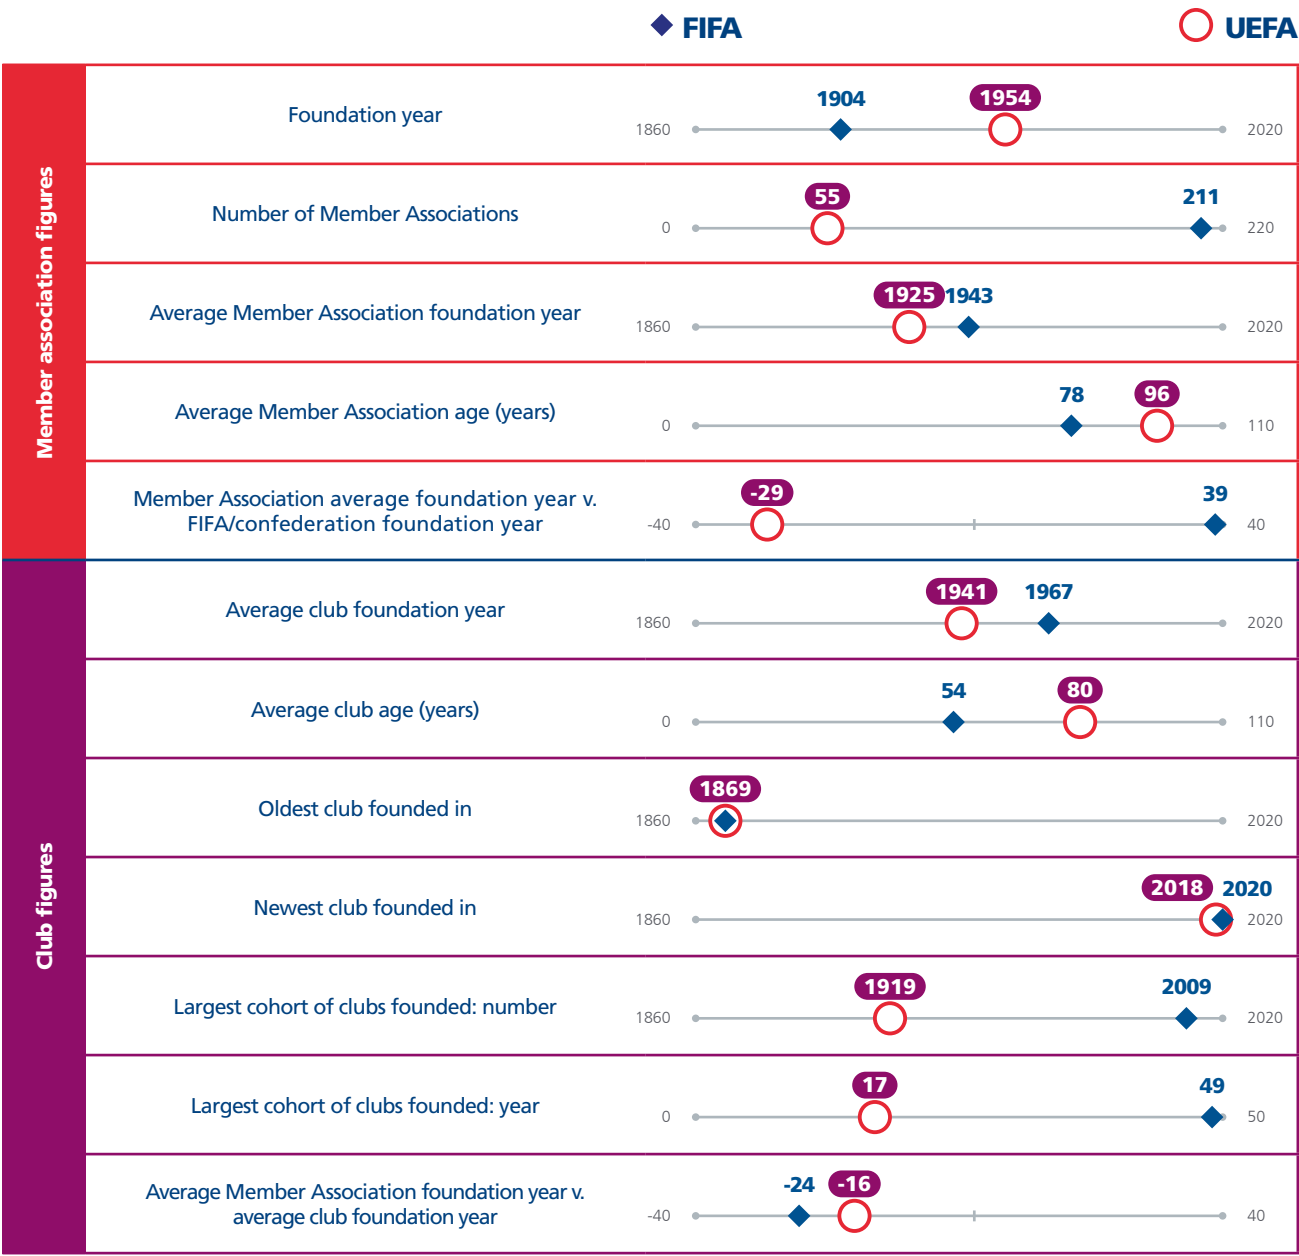 FIFA
UEFA
Member association figures
Foundation year
1904
1954
1860
2020
Number of Member Associations
55
211
0
220
Average Member Association foundation year
1925
1943
1860
2020
Average Member Association age (years)
78
96
0
110
Member Association average foundation year v.
FIFA/confederation foundation year
-29
39
-40
40
Club figures
Average club foundation year
1941
1967
1860
2020
Average club age (years)
54
80
0
110
Oldest club founded in
1869
1860
2020
Newest club founded in
2018
2020
1860
2020
Largest cohort of clubs founded: number
1919
2009
1860
2020
Largest cohort of clubs founded: year
17
49
0
50
Average Member Association foundation year v.
average club foundation year
-24
-16
-40
40